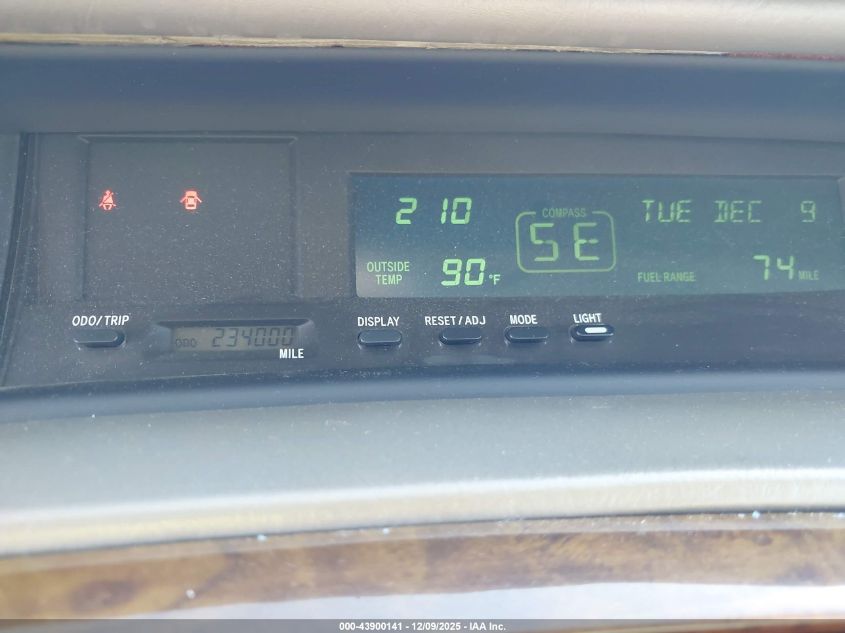 2 10
COMPASS
SE
TUE DEC 9
OUTSIDE
TEMP
90°F
FUEL RANGE 74 MILE
ODO/TRIP
ODO 234000
MILE
DISPLAY
RESET/ADJ
MODE
LIGHT
000-43900141 - 12/09/2025 - IAA Inc.